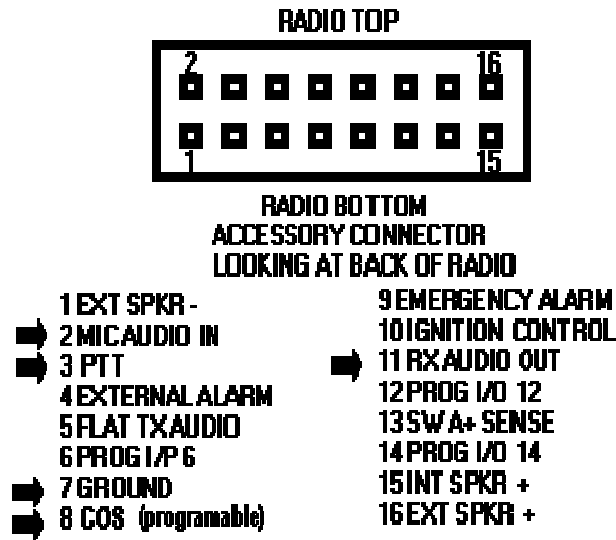 RADIO TOP
2 16
1 15
RADIO BOTTOM
ACCESSORY CONNECTOR
LOOKING AT BACK OF RADIO
1 EXT SPKR -
2 MIC AUDIO IN
3 PTT
4 EXTERNAL ALARM
5 FLAT TX AUDIO
6 PROG I/P 6
7 GROUND
8 COS (programable)
9 EMERGENCY ALARM
10 IGNITION CONTROL
11 RX AUDIO OUT
12 PROG I/O 12
13 SW A+ SENSE
14 PROG I/O 14
15 INT SPKR +
16 EXT SPKR +